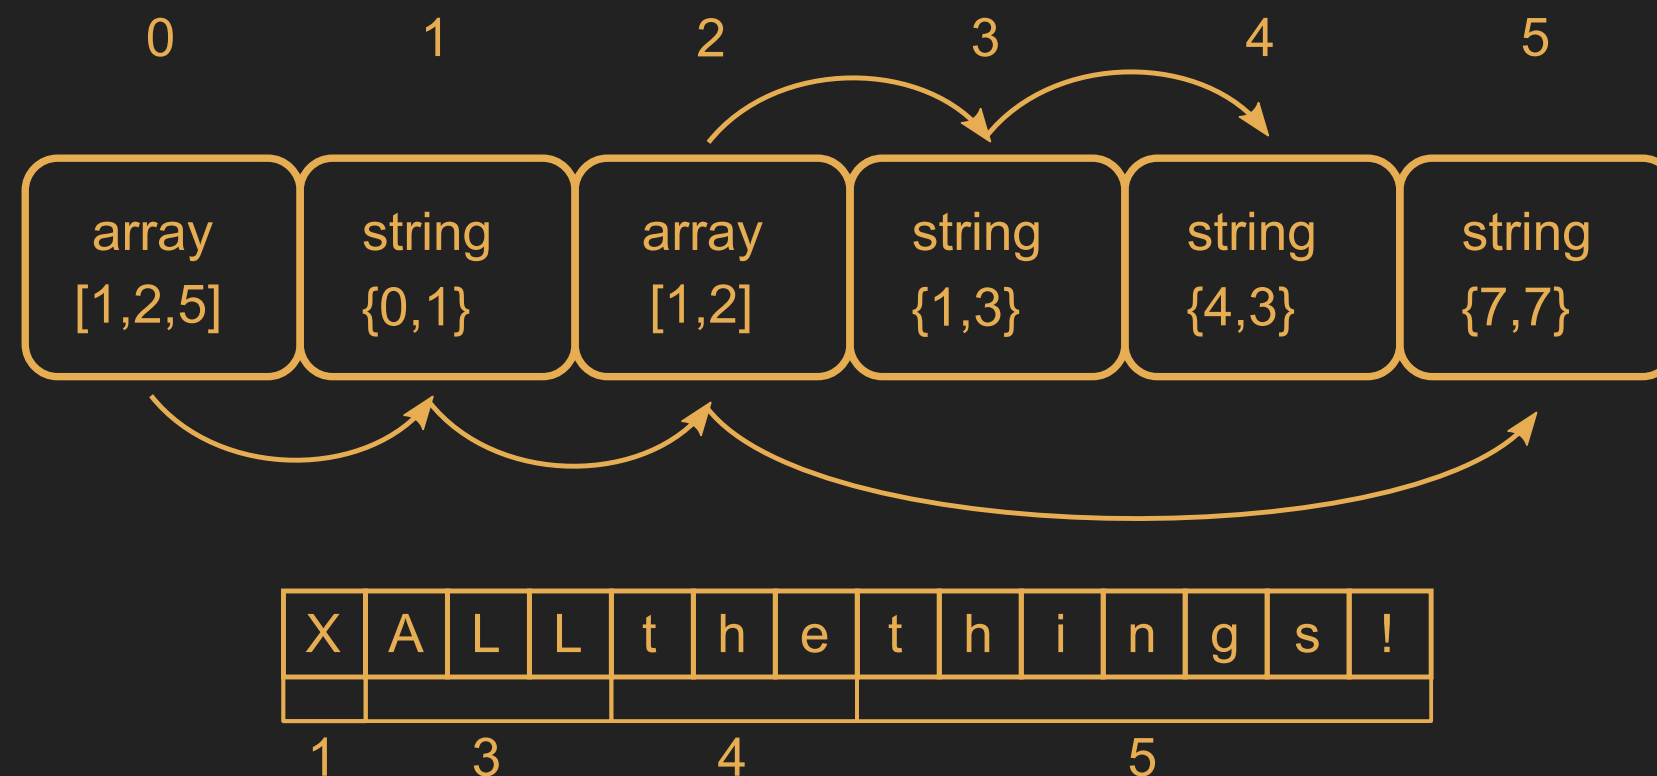 0 1 2 3 4 5
array string array string string string
[1,2,5] {0,1} [1,2] {1,3} {4,3} {7,7}
X A L L t h e t h i n g s !
1 3 4 5